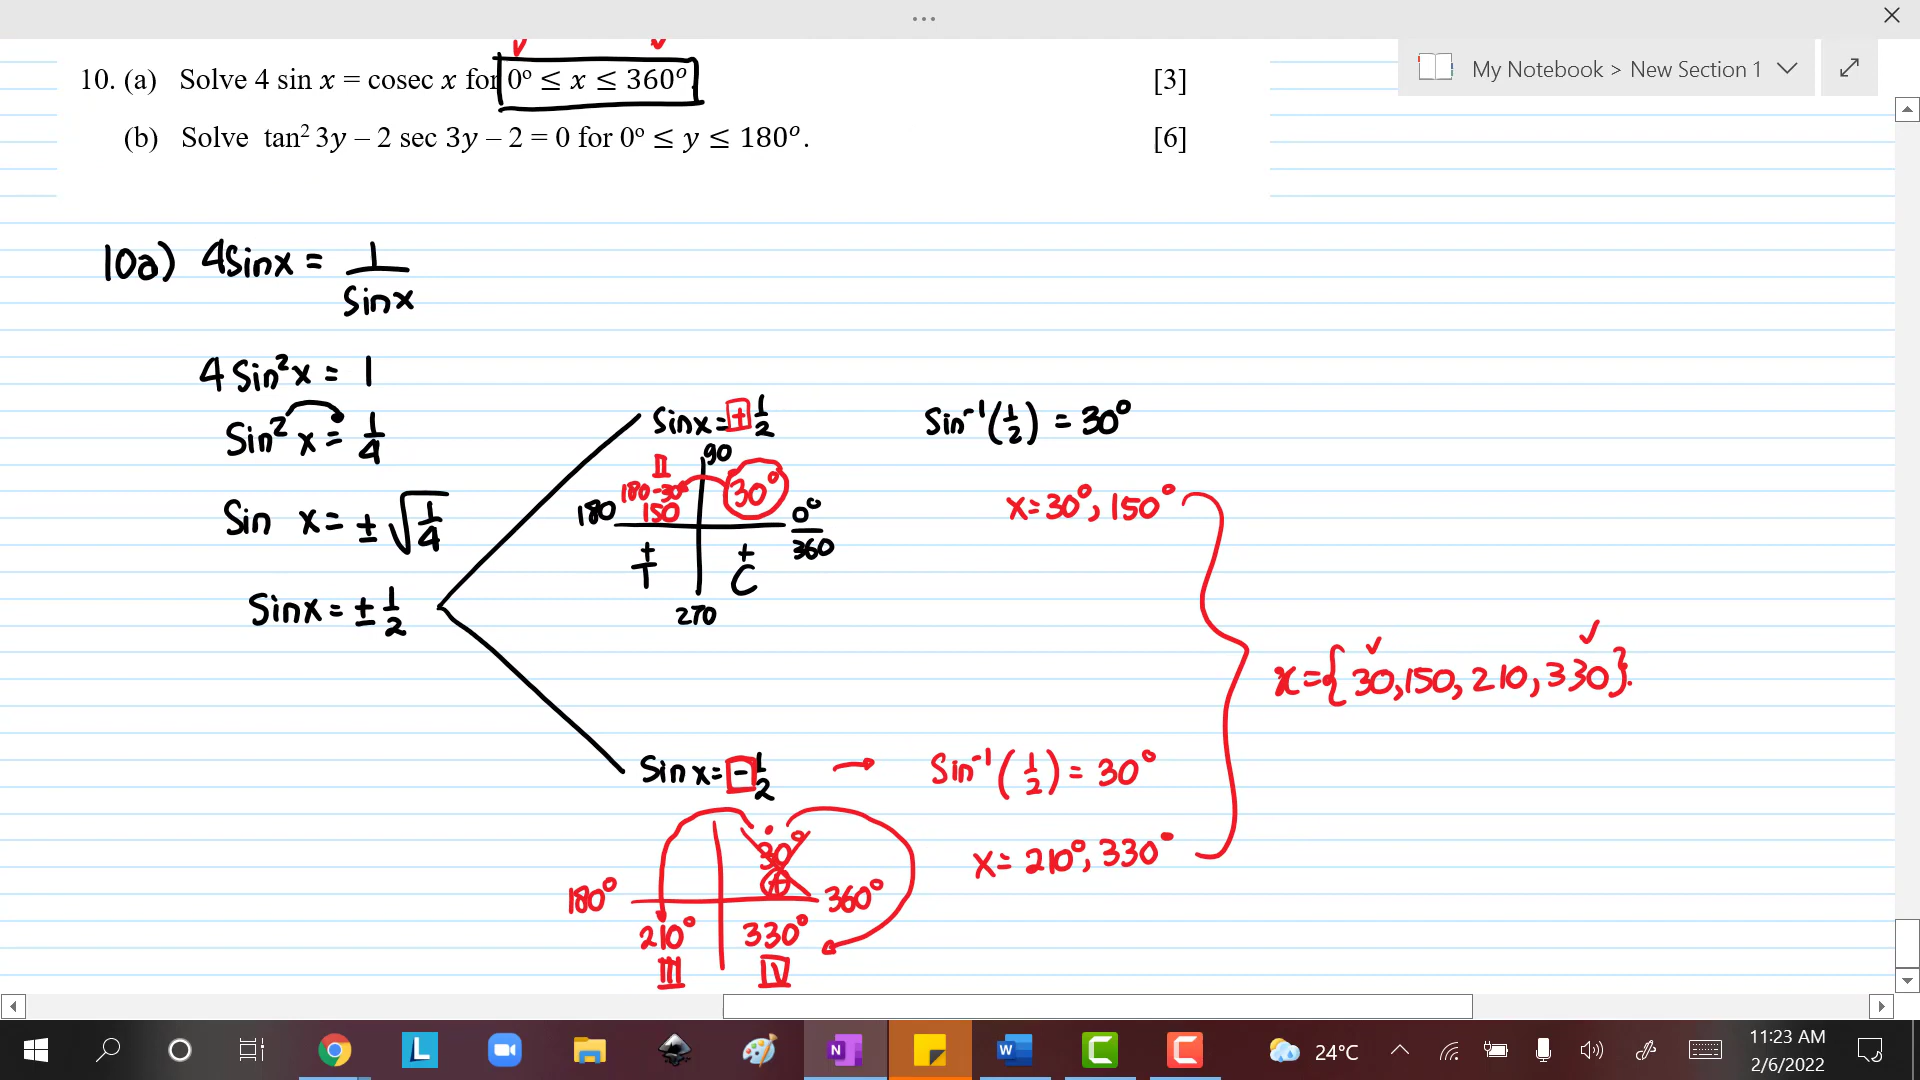 My Notebook > New Section 1
10. (a) Solve 4 sin x = cosec x for 0° ≤ x ≤ 360°. [3]
(b) Solve tan² 3y – 2 sec 3y – 2 = 0 for 0° ≤ y ≤ 180°. [6]
10a) 4Sinx = 1/Sinx
4Sin²x = 1
Sin²x = 1/4
Sin x = ± √(1/4)
Sinx = ± 1/2
Sinx = + 1/2
Sin⁻¹(1/2) = 30°
90
II
180-30°
150
30°
180
0°
360
+
T
+
C
270
x = 30°, 150°
x = {30, 150, 210, 330}.
Sinx = - 1/2 → Sin⁻¹(1/2) = 30°
30°
+
180°
360°
210°
330°
III
IV
x = 210°, 330°
24°C
11:23 AM
2/6/2022